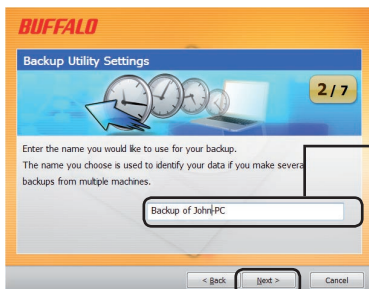 BUFFALO
Backup Utility Settings
2 / 7
Enter the name you would like to use for your backup.
The name you choose is used to identify your data if you make severa
backups from multiple machines.
Backup of John-PC
< Back
Next >
Cancel